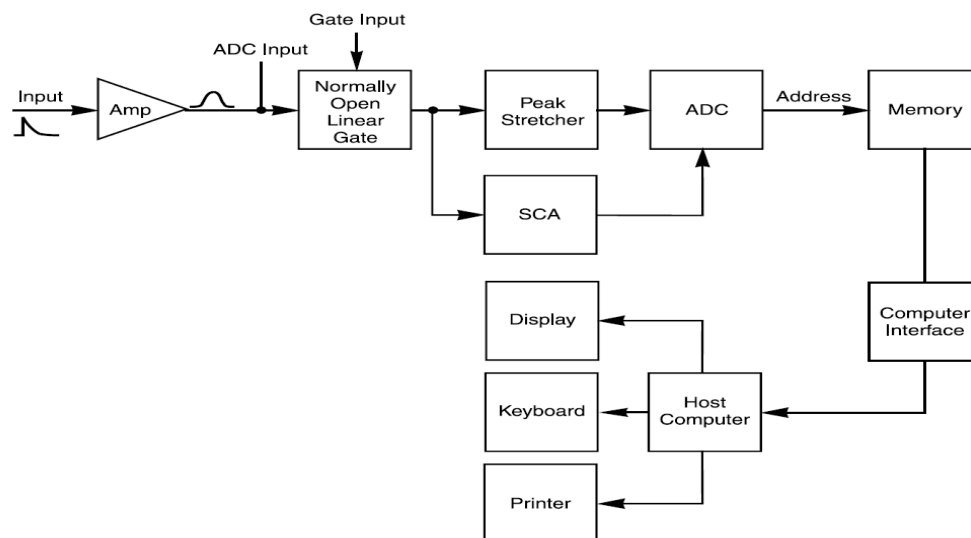 Gate Input
ADC Input
Input
Amp
Normally
Open
Linear
Gate
Peak
Stretcher
ADC
Address
Memory
SCA
Display
Computer
Interface
Keyboard
Host
Computer
Printer